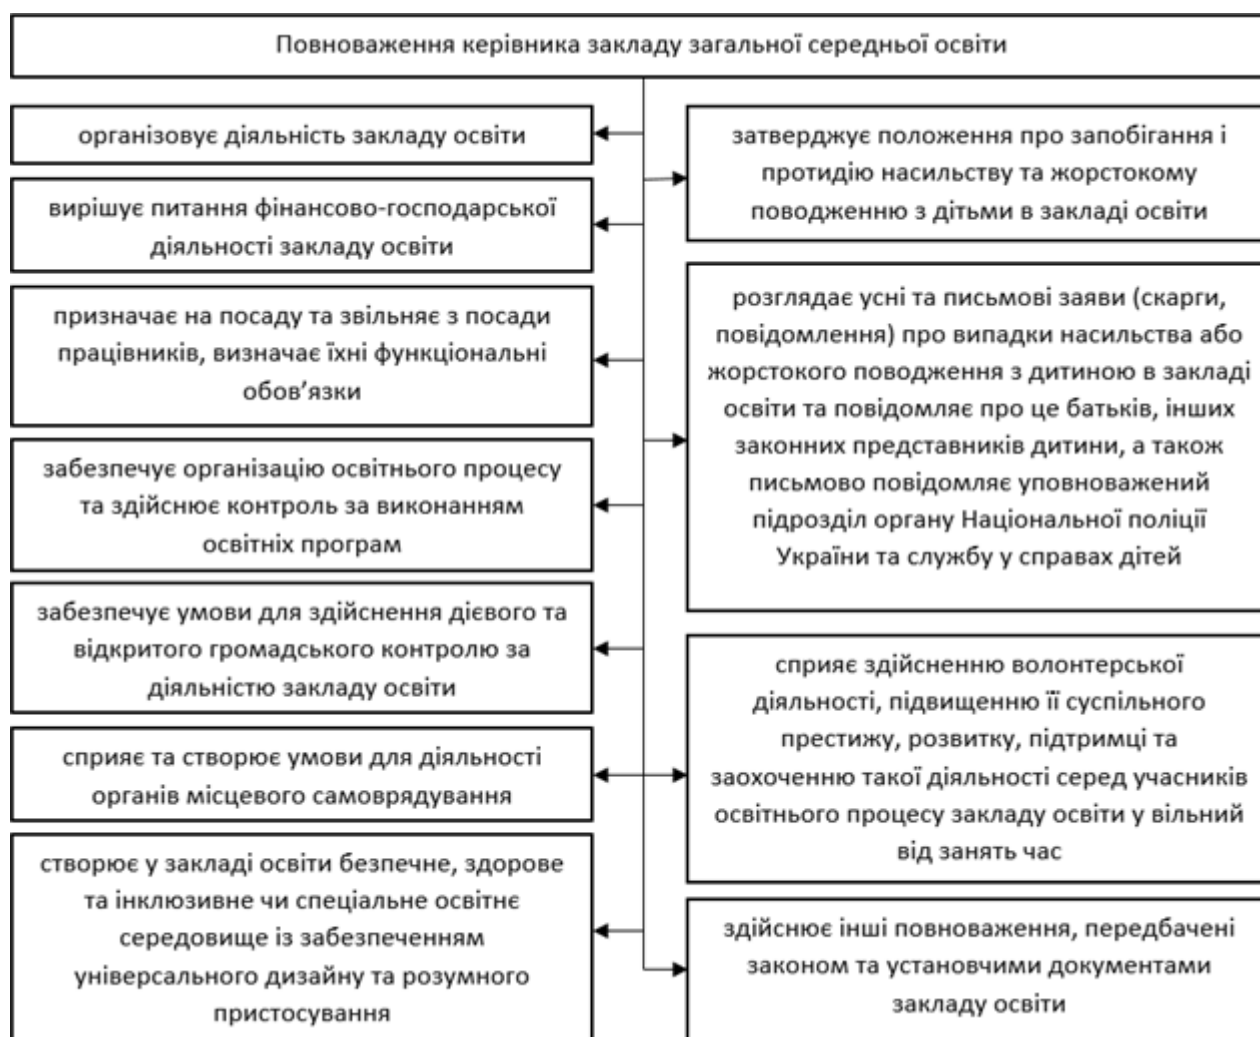 Повноваження керівника закладу загальної середньої освіти
організовує діяльність закладу освіти
вирішує питання фінансово-господарської
діяльності закладу освіти
призначає на посаду та звільняє з посади
працівників, визначає їхні функціональні
обов’язки
забезпечує організацію освітнього процесу
та здійснює контроль за виконанням
освітніх програм
забезпечує умови для здійснення дієвого та
відкритого громадського контролю за
діяльністю закладу освіти
сприяє та створює умови для діяльності
органів місцевого самоврядування
створює у закладі освіти безпечне, здорове
та інклюзивне чи спеціальне освітнє
середовище із забезпеченням
універсального дизайну та розумного
пристосування
затверджує положення про запобігання і
протидію насильству та жорстокому
поводженню з дітьми в закладі освіти
розглядає усні та письмові заяви (скарги,
повідомлення) про випадки насильства або
жорстокого поводження з дитиною в закладі
освіти та повідомляє про це батьків, інших
законних представників дитини, а також
письмово повідомляє уповноважений
підрозділ органу Національної поліції
України та службу у справах дітей
сприяє здійсненню волонтерської
діяльності, підвищенню її суспільного
престижу, розвитку, підтримці та
заохоченню такої діяльності серед учасників
освітнього процесу закладу освіти у вільний
від занять час
здійснює інші повноваження, передбачені
законом та установчими документами
закладу освіти